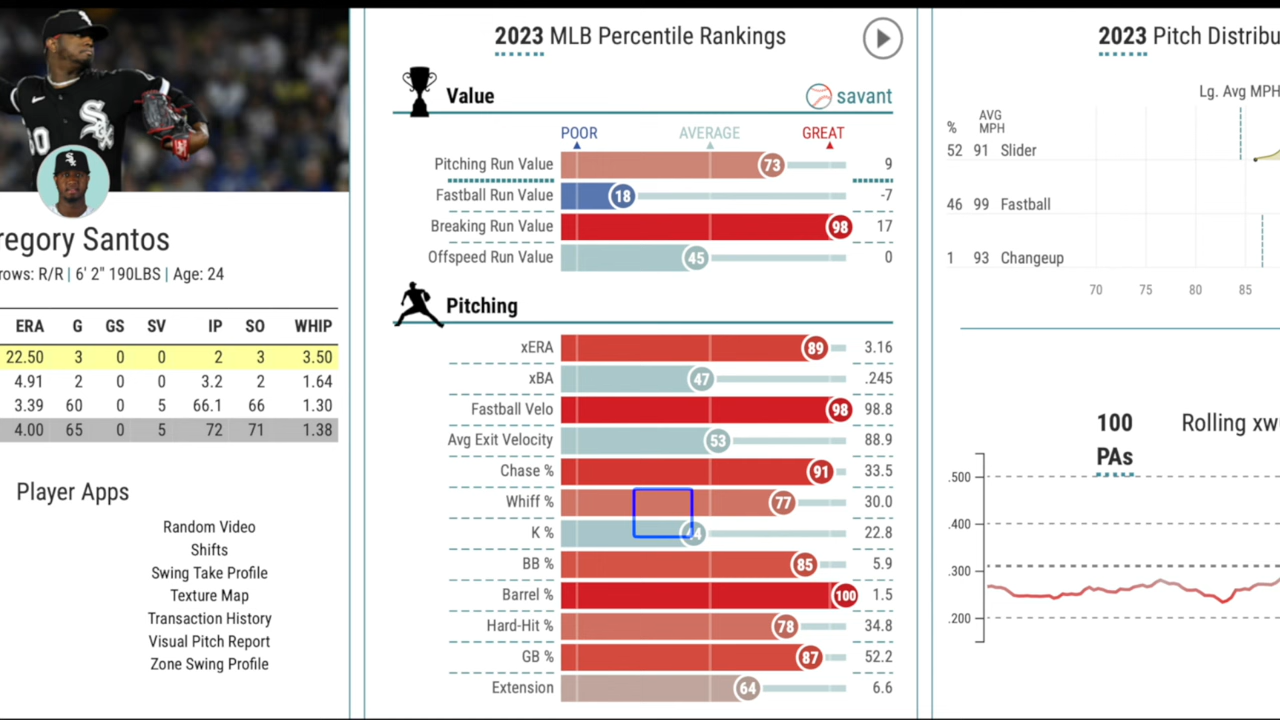 2023 MLB Percentile Rankings
Value
savant
POOR AVERAGE GREAT
Pitching Run Value 73 9
Fastball Run Value 18 -7
Breaking Run Value 98 17
Offspeed Run Value 45 0
Pitching
xERA 89 3.16
xBA 47 .245
Fastball Velo 98 98.8
Avg Exit Velocity 53 88.9
Chase % 91 33.5
Whiff % 77 30.0
K % 44 22.8
BB % 85 5.9
Barrel % 100 1.5
Hard-Hit % 78 34.8
GB % 87 52.2
Extension 64 6.6
regory Santos
rows: R/R | 6' 2" 190LBS | Age: 24
ERA G GS SV IP SO WHIP
22.50 3 0 0 2 3 3.50
4.91 2 0 0 3.2 2 1.64
3.39 60 0 5 66.1 66 1.30
4.00 65 0 5 72 71 1.38
Player Apps
Random Video
Shifts
Swing Take Profile
Texture Map
Transaction History
Visual Pitch Report
Zone Swing Profile
2023 Pitch Distribu
Lg. Avg MPH
% AVG MPH
52 91 Slider
46 99 Fastball
1 93 Changeup
70 75 80 85
100 PAs Rolling xw
.500
.400
.300
.200